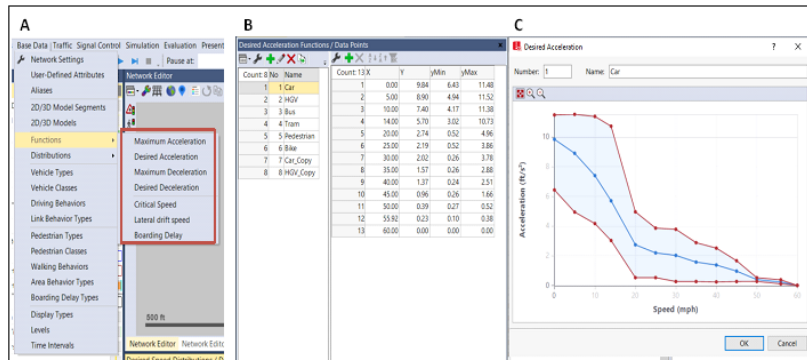 A
Base Data Traffic Signal Control Simulation Evaluation Present
Network Settings
User-Defined Attributes
Aliases
2D/3D Model Segments
2D/3D Models
Functions
Distributions
Vehicle Types
Vehicle Classes
Driving Behaviors
Link Behavior Types
Pedestrian Types
Pedestrian Classes
Walking Behaviors
Area Behavior Types
Boarding Delay Types
Display Types
Levels
Time Intervals
Pause at:
Network Editor
Maximum Acceleration
Desired Acceleration
Maximum Deceleration
Desired Deceleration
Critical Speed
Lateral drift speed
Boarding Delay
500 ft
Network Editor Network Edito
B
Desired Acceleration Functions / Data Points
Count: 8 No Name
1 1 Car
2 2 HGV
3 3 Bus
4 4 Tram
5 5 Pedestrian
6 6 Bike
7 7 Car_Copy
8 8 HGV_Copy
Count: 13 X Y yMin yMax
1 0.00 9.84 6.43 11.48
2 5.00 8.90 4.94 11.52
3 10.00 7.40 4.17 11.38
4 14.00 5.70 3.02 10.73
5 20.00 2.74 0.52 4.96
6 25.00 2.19 0.52 3.86
7 30.00 2.02 0.26 3.78
8 35.00 1.57 0.26 2.88
9 40.00 1.37 0.24 2.51
10 45.00 0.96 0.26 1.66
11 50.00 0.39 0.27 0.52
12 55.92 0.23 0.10 0.38
13 60.00 0.00 0.00 0.00
C
Desired Acceleration
Number: 1 Name: Car
Acceleration (ft/s²)
10
8
6
4
2
0
0 10 20 30 40 50 60
Speed (mph)
OK Cancel